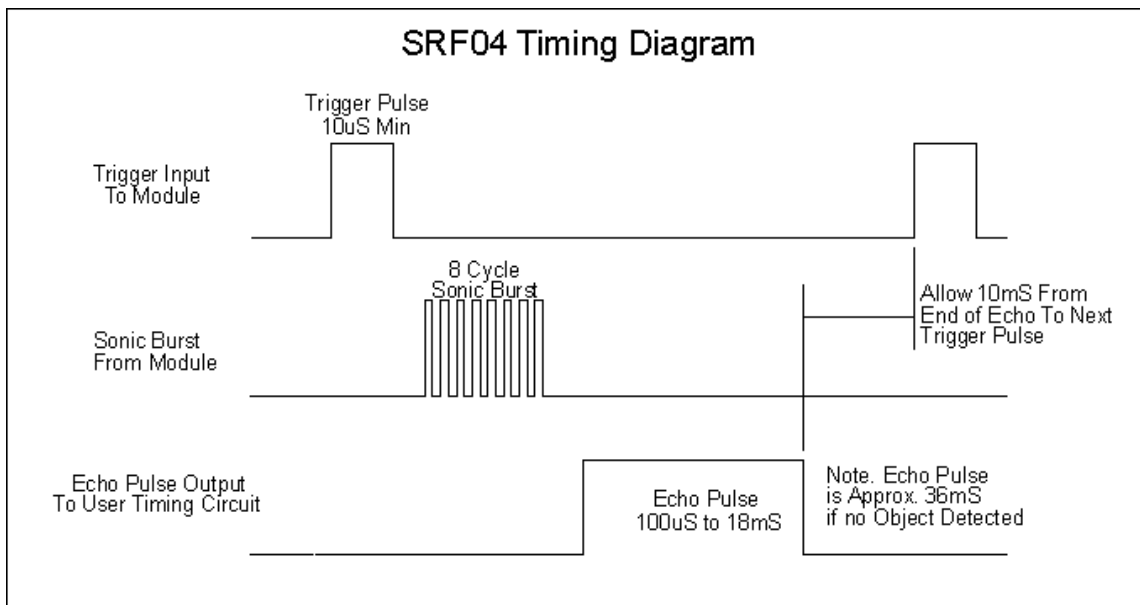 SRF04 Timing Diagram
Trigger Pulse
10uS Min
Trigger Input
To Module
8 Cycle
Sonic Burst
Allow 10mS From
End of Echo To Next
Trigger Pulse
Sonic Burst
From Module
Echo Pulse Output
To User Timing Circuit
Echo Pulse
100uS to 18mS
Note. Echo Pulse
is Approx. 36mS
if no Object Detected